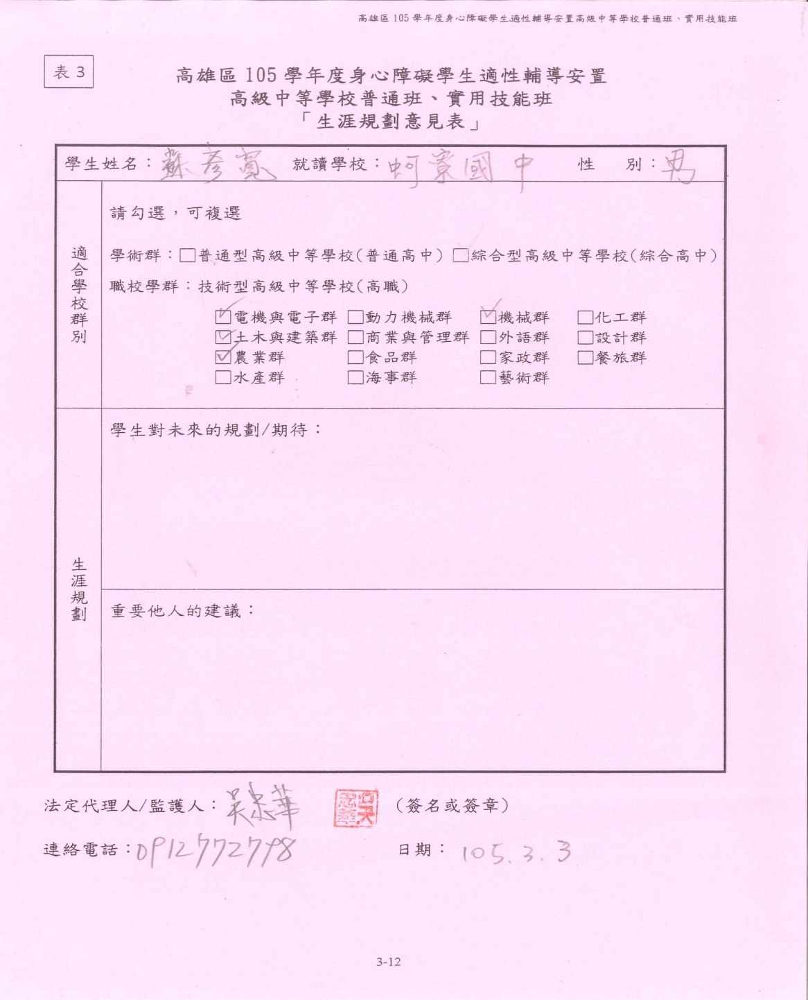 高雄區 105 學年度身心障礙學生適性輔導安置高級中等學校普通班、實用技能班
表 3
高雄區 105 學年度身心障礙學生適性輔導安置
高級中等學校普通班、實用技能班
「生涯規劃意見表」
學生姓名：蘇彥寬 就讀學校：蚵寮國中 性 別：男
適合學校群別
請勾選，可複選
學術群：□普通型高級中等學校(普通高中) □綜合型高級中等學校(綜合高中)
職校學群：技術型高級中等學校(高職)
☑電機與電子群 □動力機械群 ☑機械群 □化工群
☑土木與建築群 □商業與管理群 □外語群 □設計群
☑農業群 □食品群 □家政群 □餐旅群
□水產群 □海事群 □藝術群
生涯規劃
學生對未來的規劃/期待：
重要他人的建議：
法定代理人/監護人：吳忠華 (簽名或簽章)
連絡電話：0912772798 日期：105.3.3
3-12